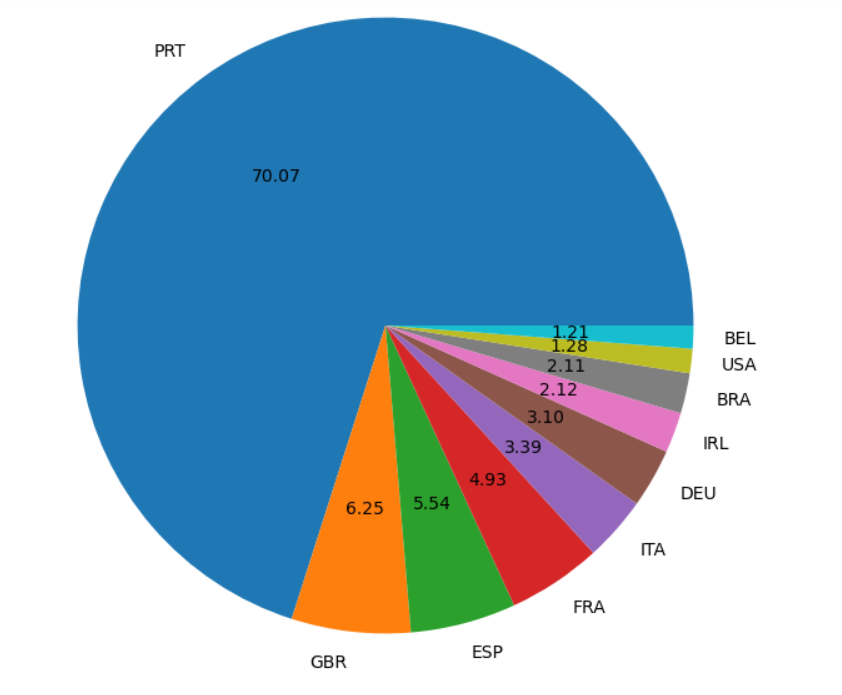 PRT
70.07
1.21
BEL
1.28
USA
2.11
BRA
2.12
IRL
3.10
DEU
3.39
ITA
4.93
FRA
5.54
ESP
6.25
GBR